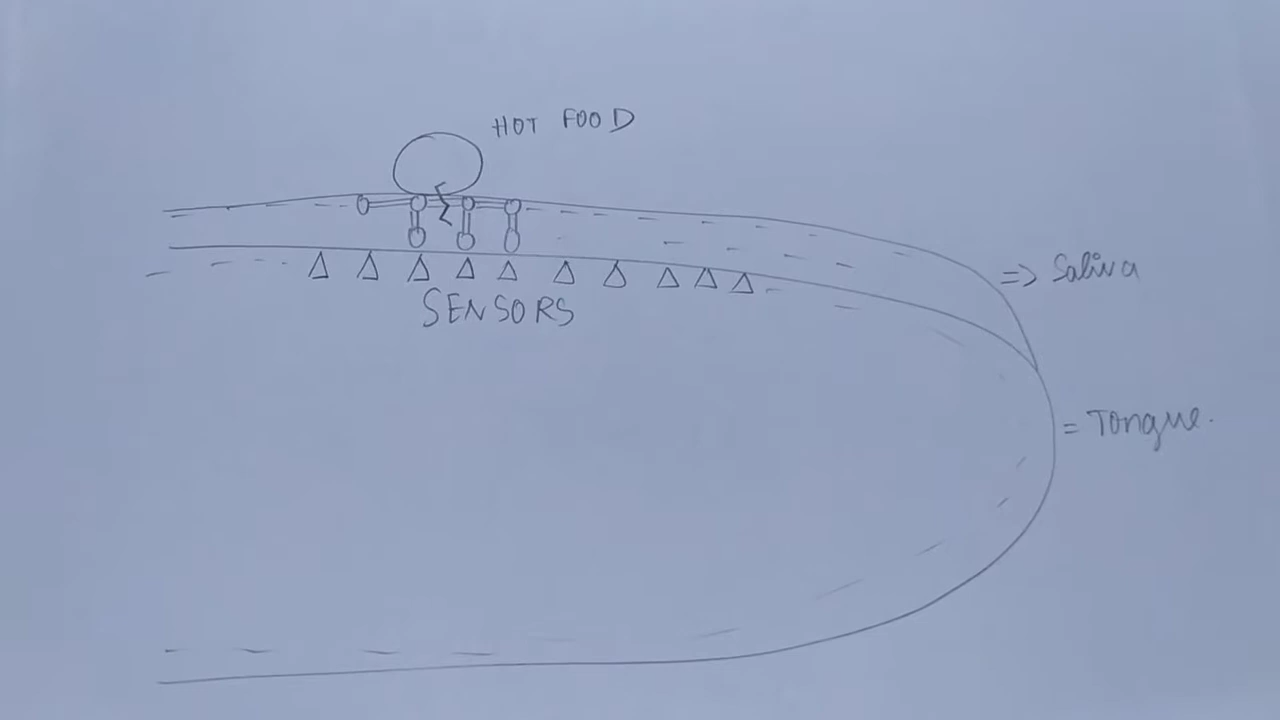 HOT FOOD
=> Saliva
SENSORS
= Tongue.